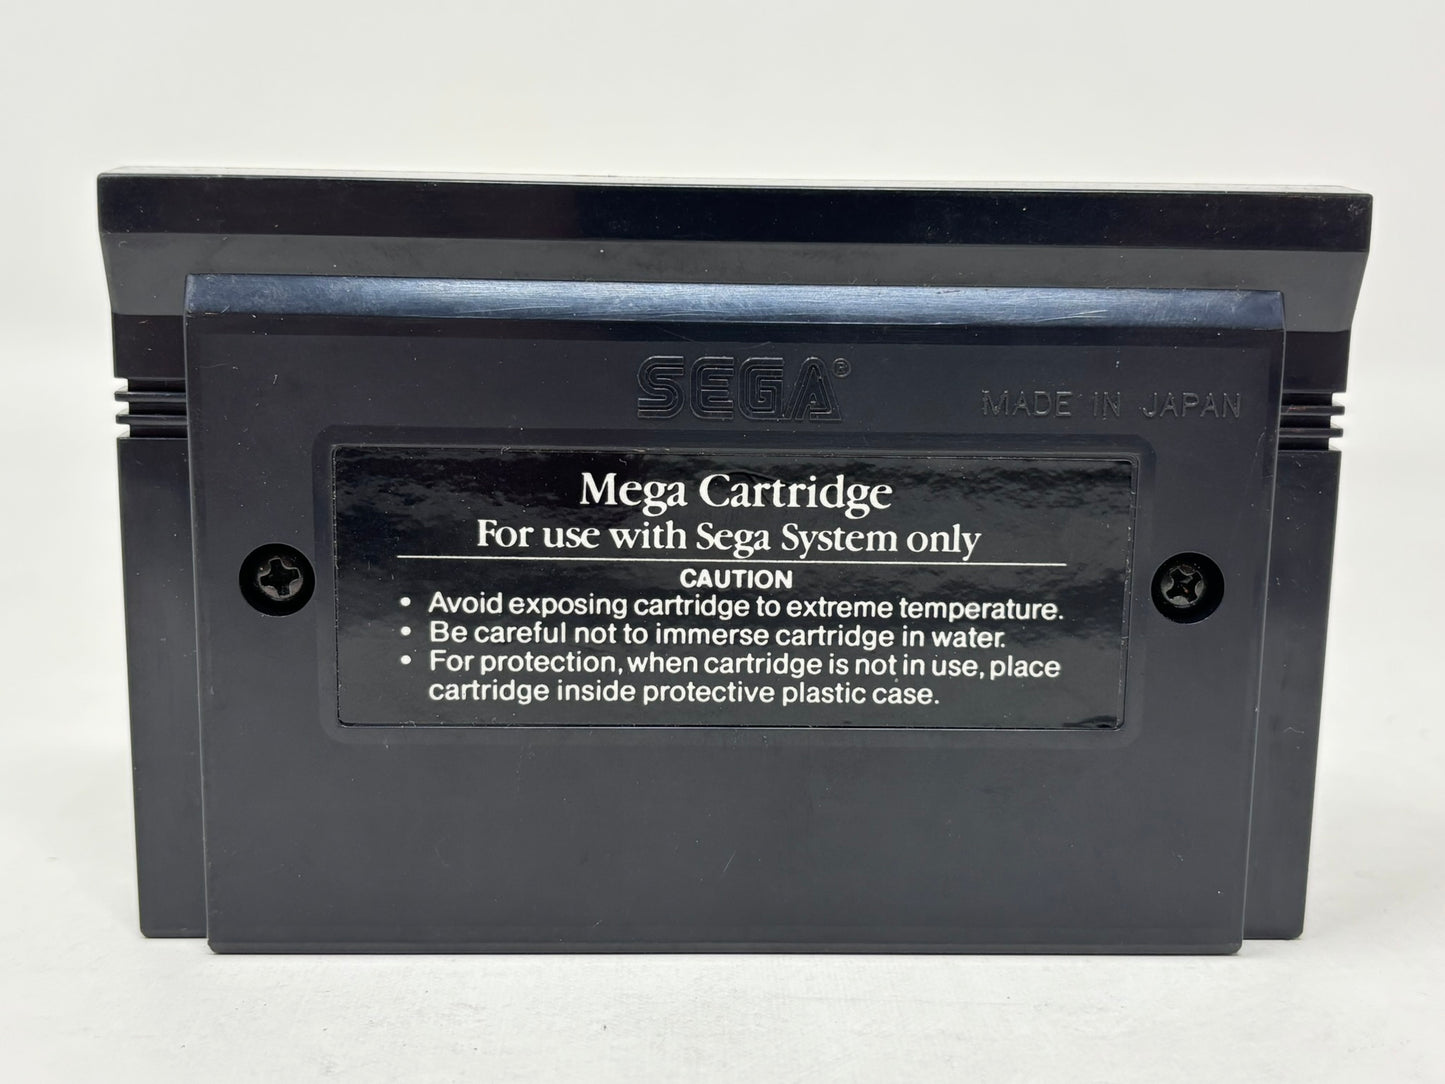 SEGA®
MADE IN JAPAN
Mega Cartridge
For use with Sega System only
CAUTION
• Avoid exposing cartridge to extreme temperature.
• Be careful not to immerse cartridge in water.
• For protection, when cartridge is not in use, place
cartridge inside protective plastic case.